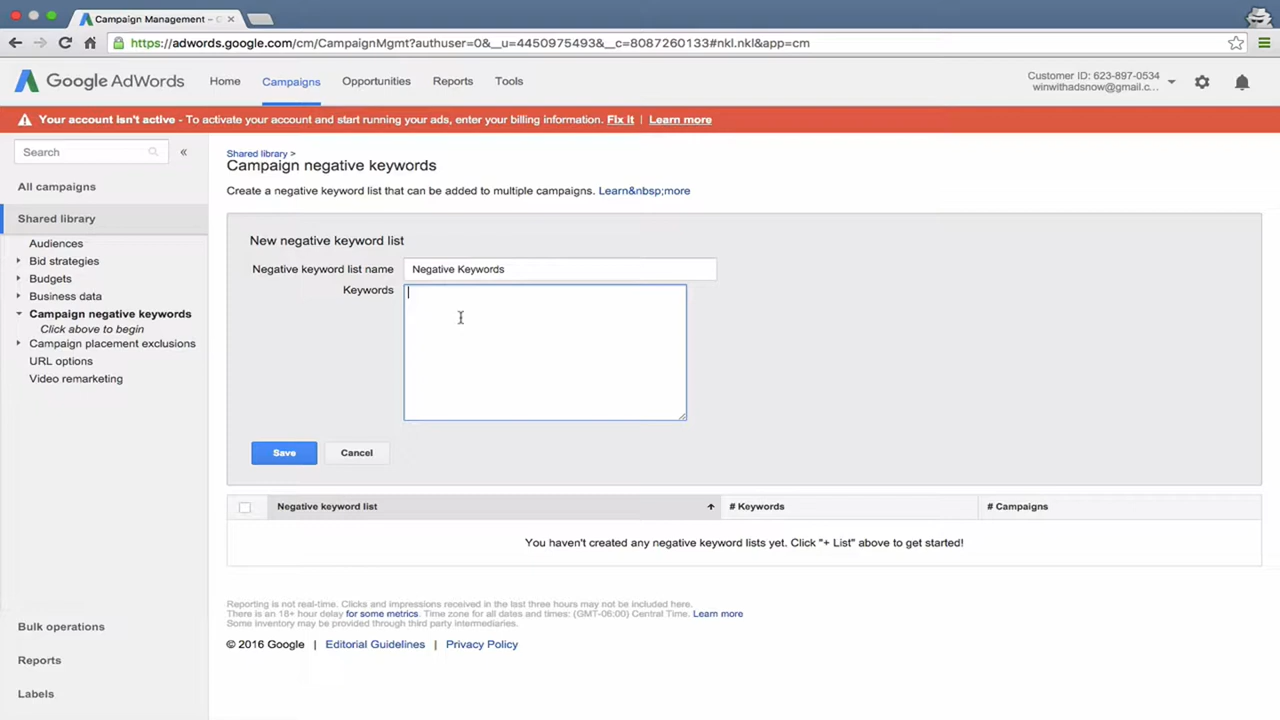 Campaign Management – C
https://adwords.google.com/cm/CampaignMgmt?authuser=0&__u=4450975493&__c=8087260133#nkl.nkl&app=cm
Google AdWords
Home Campaigns Opportunities Reports Tools
Customer ID: 623-897-0534
winwithadsnow@gmail.c...
Your account isn't active - To activate your account and start running your ads, enter your billing information. Fix it | Learn more
Search
«
All campaigns
Shared library
Audiences
Bid strategies
Budgets
Business data
Campaign negative keywords
Click above to begin
Campaign placement exclusions
URL options
Video remarketing
Bulk operations
Reports
Labels
Shared library >
Campaign negative keywords
Create a negative keyword list that can be added to multiple campaigns. Learn&nbsp;more
New negative keyword list
Negative keyword list name Negative Keywords
Keywords
Save Cancel
Negative keyword list # Keywords # Campaigns
You haven't created any negative keyword lists yet. Click "+ List" above to get started!
Reporting is not real-time. Clicks and impressions received in the last three hours may not be included here.
There is an 18+ hour delay for some metrics. Time zone for all dates and times: (GMT-06:00) Central Time. Learn more
Some inventory may be provided through third party intermediaries.
© 2016 Google | Editorial Guidelines | Privacy Policy